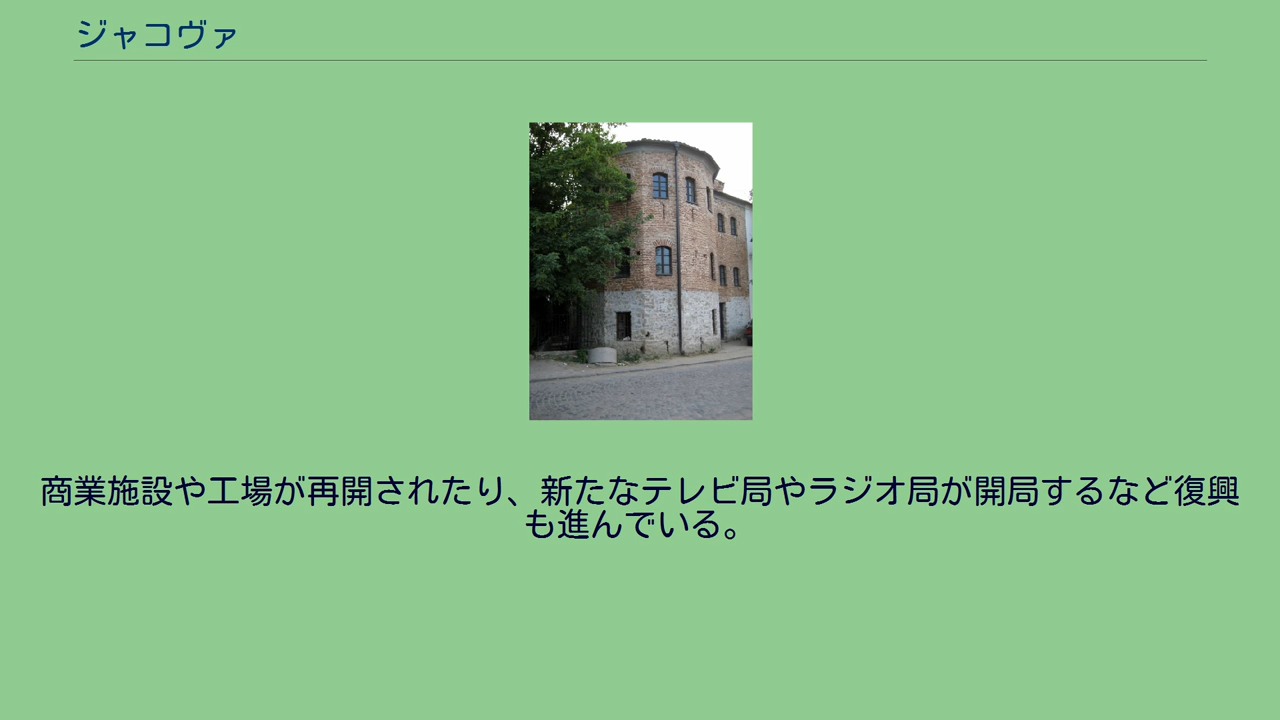 ジャコヴァ
商業施設や工場が再開されたり、新たなテレビ局やラジオ局が開局するなど復興
も進んでいる。